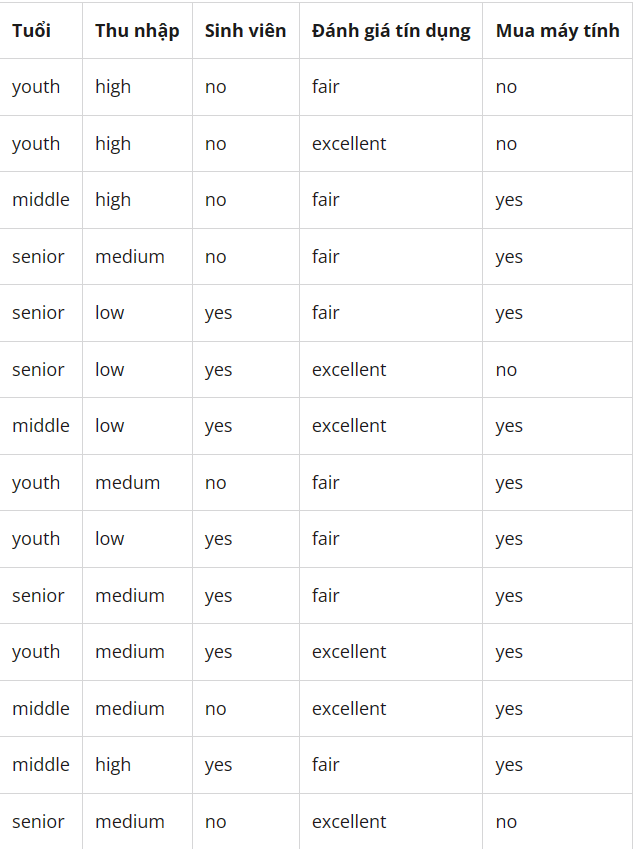 Tuổi Thu nhập Sinh viên Đánh giá tín dụng Mua máy tính
youth high no fair no
youth high no excellent no
middle high no fair yes
senior medium no fair yes
senior low yes fair yes
senior low yes excellent no
middle low yes excellent yes
youth medum no fair yes
youth low yes fair yes
senior medium yes fair yes
youth medium yes excellent yes
middle medium no excellent yes
middle high yes fair yes
senior medium no excellent no